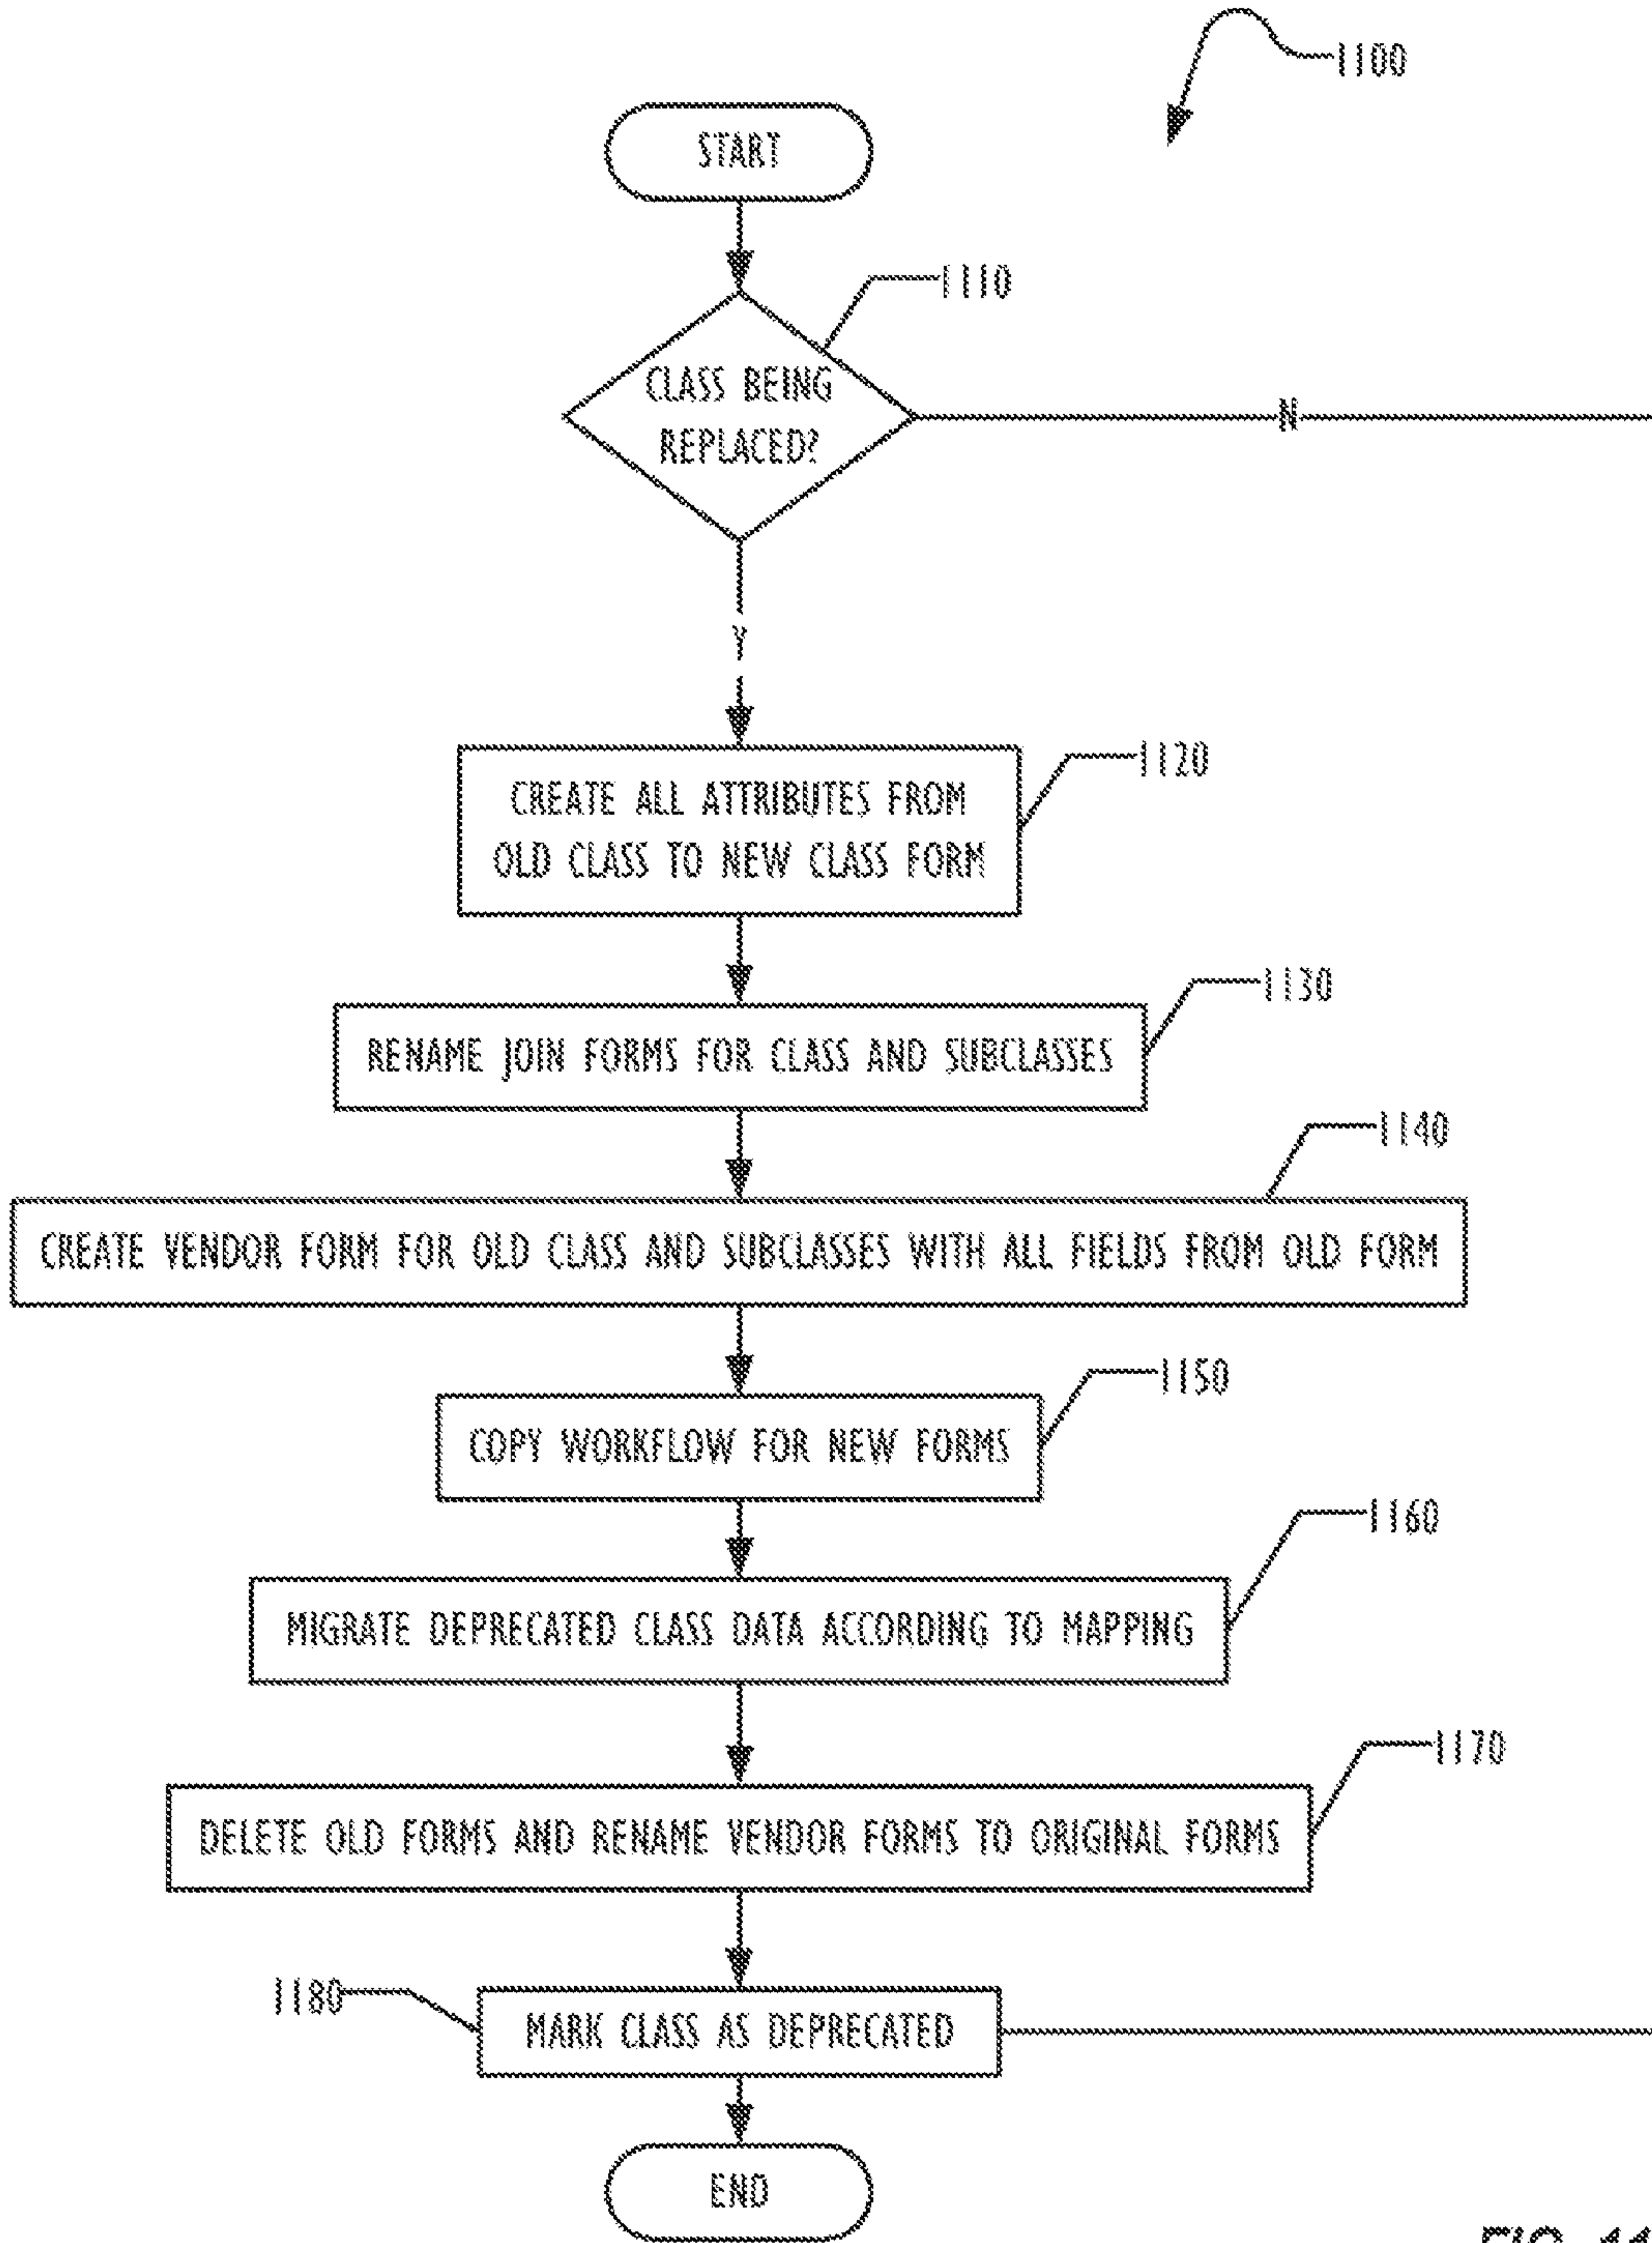 1100
START
1110
CLASS BEING
REPLACED?
N
Y
1120
CREATE ALL ATTRIBUTES FROM
OLD CLASS TO NEW CLASS FORM
1130
RENAME JOIN FORMS FOR CLASS AND SUBCLASSES
1140
CREATE VENDOR FORM FOR OLD CLASS AND SUBCLASSES WITH ALL FIELDS FROM OLD FORM
1150
COPY WORKFLOW FOR NEW FORMS
1160
MIGRATE DEPRECATED CLASS DATA ACCORDING TO MAPPING
1170
DELETE OLD FORMS AND RENAME VENDOR FORMS TO ORIGINAL FORMS
1180
MARK CLASS AS DEPRECATED
END